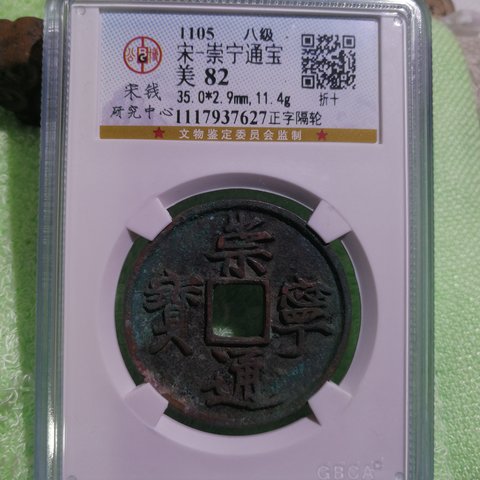 1105 八级
宋-崇宁通宝
美 82
宋钱
35.0*2.9mm,11.4g
折十
研究中心
1117937627正字隔轮
★ 文物鉴定委员会监制 ★
崇
寶
寧
通
GBCA